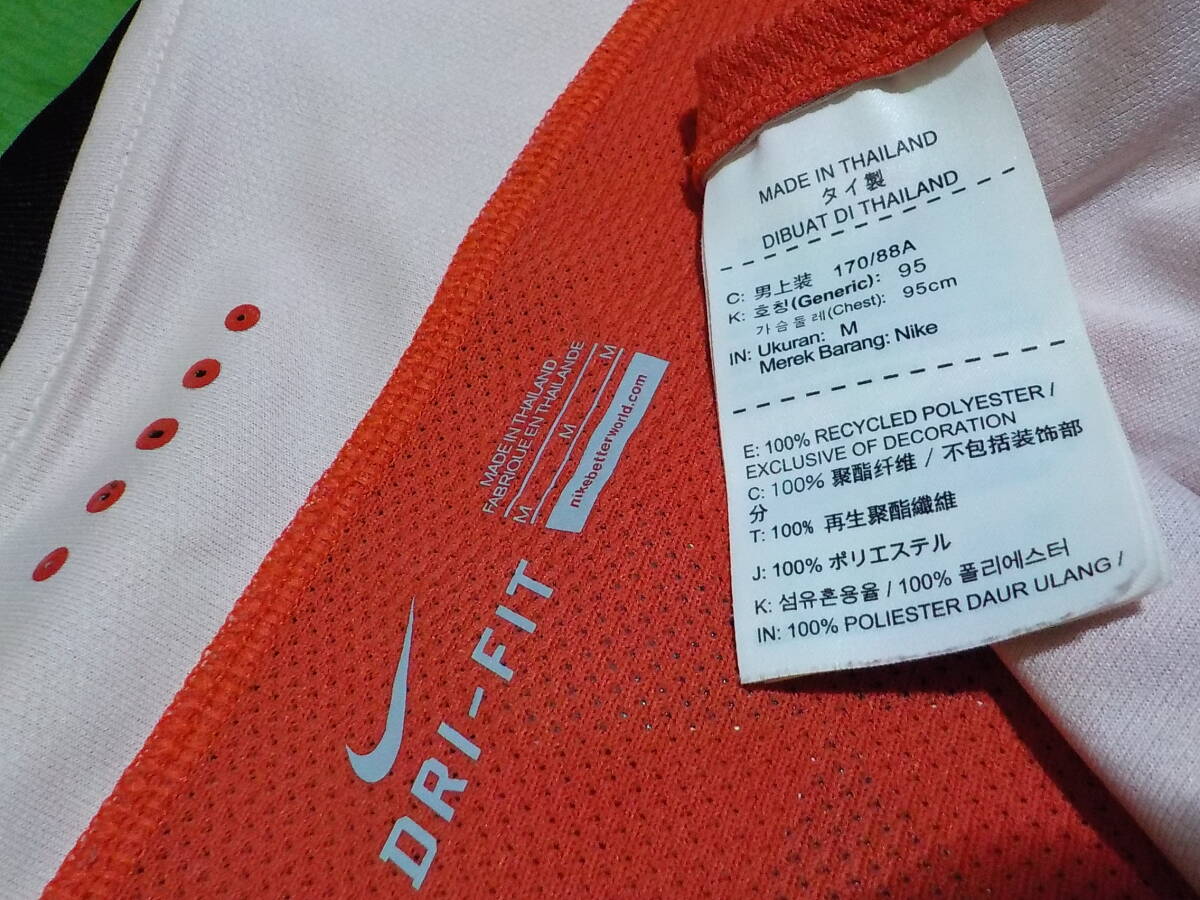 MADE IN THAILAND
タイ製
DIBUAT DI THAILAND
C: 男上装 170/88A
K: 호칭(Generic): 95
가슴둘레(Chest): 95cm
IN: Ukuran: M
Merek Barang: Nike
E: 100% RECYCLED POLYESTER /
EXCLUSIVE OF DECORATION
C: 100% 聚酯纤维 / 不包括装饰部
分
T: 100% 再生聚酯纖維
J: 100% ポリエステル
K: 섬유혼용율 / 100% 폴리에스터
IN: 100% POLIESTER DAUR ULANG /
MADE IN THAILAND
FABRIQUE EN THAILANDE
M M M
nikebetterworld.com
DRI-FIT